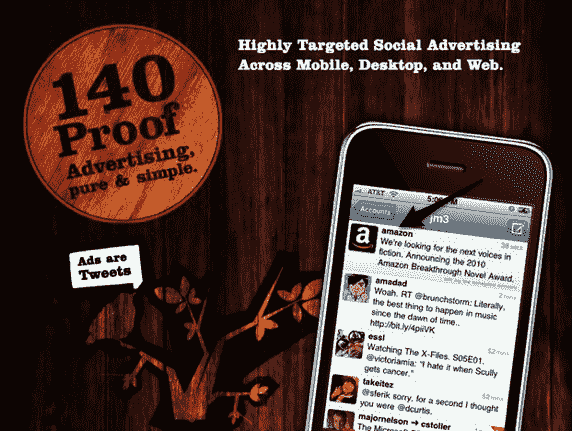 140
Proof
Advertising,
pure & simple.
Highly Targeted Social Advertising
Across Mobile, Desktop, and Web.
Ads are
Tweets
AT&T
Accounts
jm3
amazon
We're looking for the next voices in
fiction. Announcing the 2010
Amazon Breakthrough Novel Award.
amadad
Woah. RT @brunchstorm: Literally,
the best thing to happen in music
since the dawn of time..
http://bit.ly/4piiVK
essl
Watching The X-Files. S05E01.
@victoriamia: "I hate it when Scully
gets cancer."
takeitez
@sferik sorry, for a second I thought
you were @dcurtis.
majornelson → cstoller